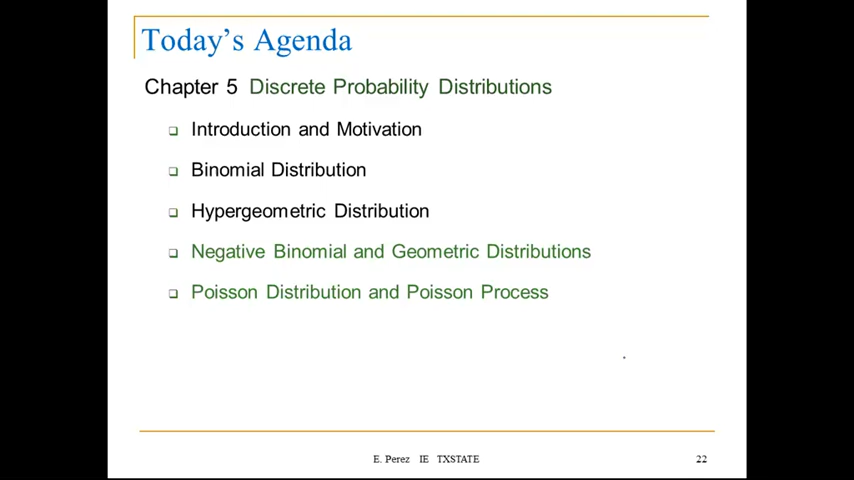 Today's Agenda
Chapter 5 Discrete Probability Distributions
Introduction and Motivation
Binomial Distribution
Hypergeometric Distribution
Negative Binomial and Geometric Distributions
Poisson Distribution and Poisson Process
E. Perez IE TXSTATE 22